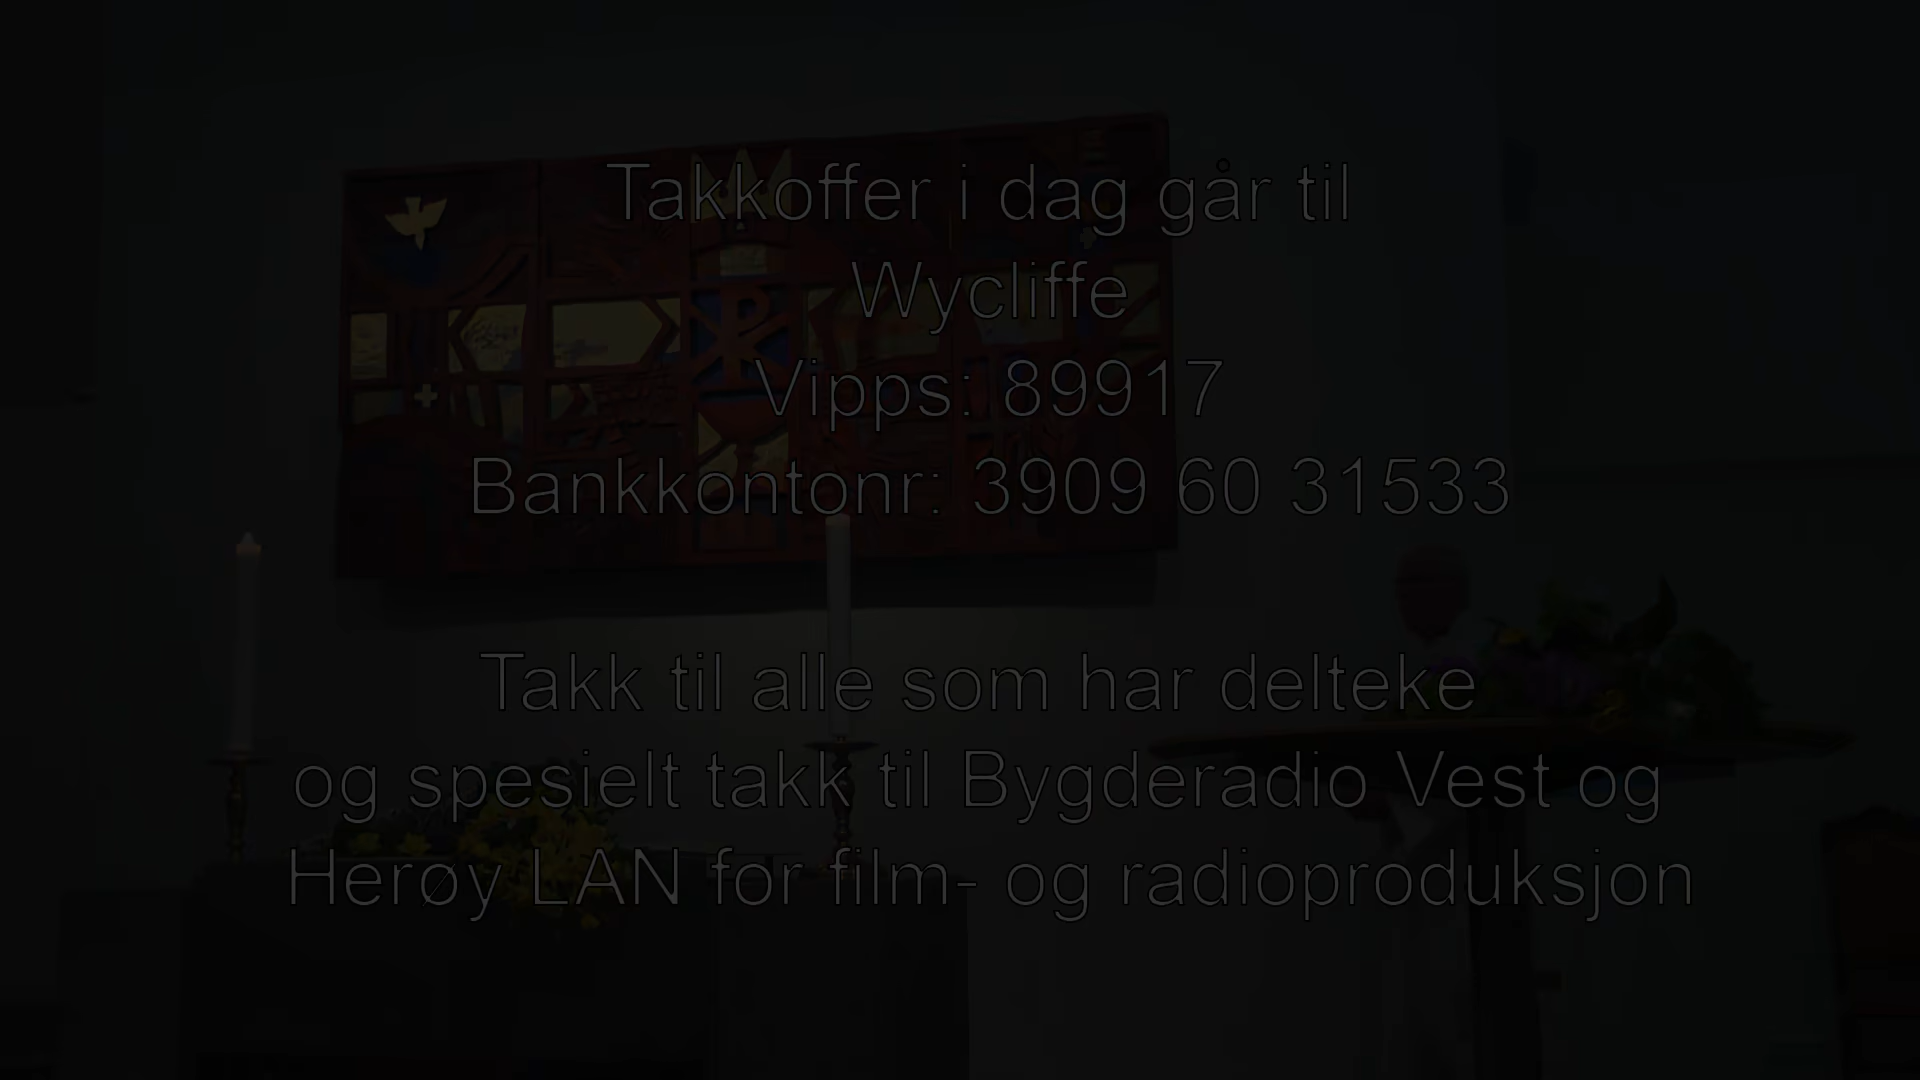 Takkoffer i dag går til
Wycliffe
Vipps: 89917
Bankkontonr: 3909 60 31533
Takk til alle som har delteke
og spesielt takk til Bygderadio Vest og
Herøy LAN for film- og radioproduksjon